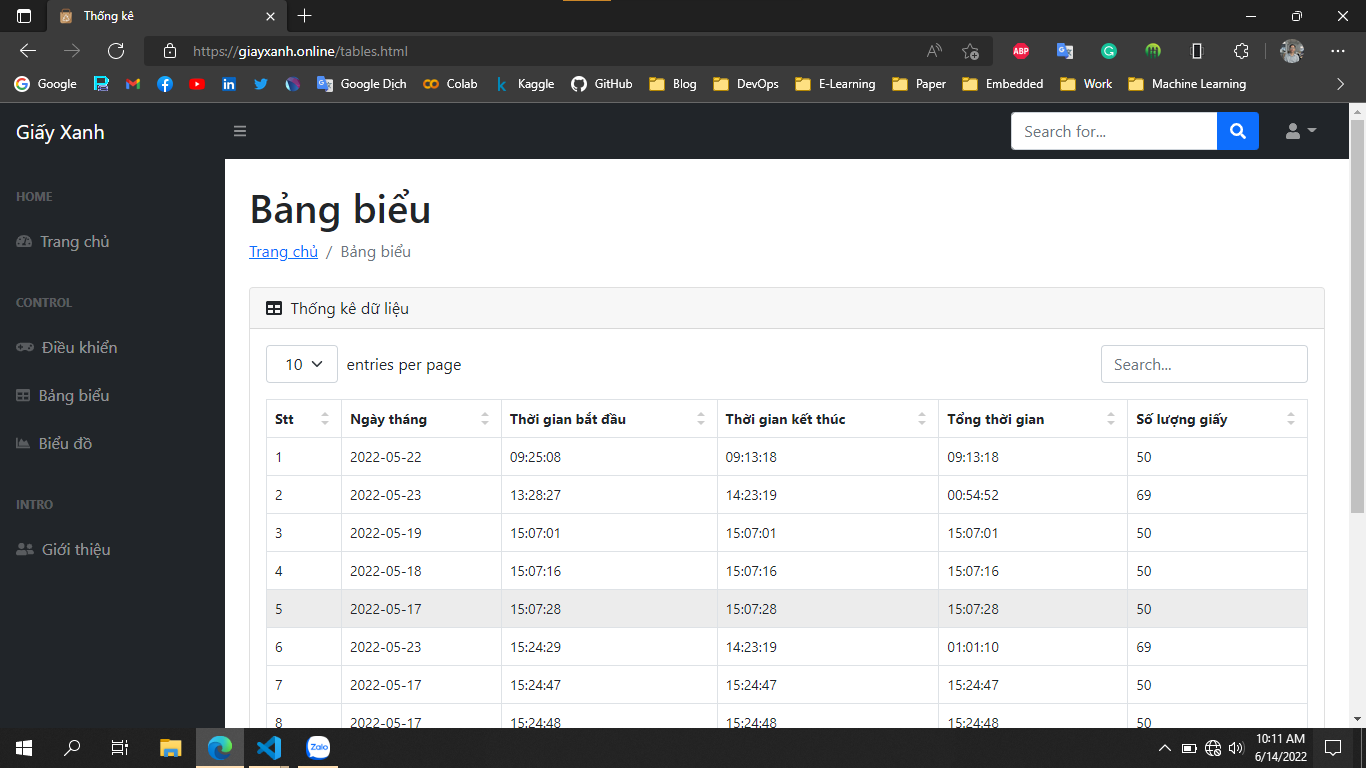 Thống kê
https://giayxanh.online/tables.html
ABP
Google
Google Dịch
Colab
Kaggle
GitHub
Blog
DevOps
E-Learning
Paper
Embedded
Work
Machine Learning
Giấy Xanh
Search for...
HOME
Trang chủ
CONTROL
Điều khiển
Bảng biểu
Biểu đồ
INTRO
Giới thiệu
Bảng biểu
Trang chủ / Bảng biểu
Thống kê dữ liệu
10 entries per page
Search...
Stt Ngày tháng Thời gian bắt đầu Thời gian kết thúc Tổng thời gian Số lượng giấy
1 2022-05-22 09:25:08 09:13:18 09:13:18 50
2 2022-05-23 13:28:27 14:23:19 00:54:52 69
3 2022-05-19 15:07:01 15:07:01 15:07:01 50
4 2022-05-18 15:07:16 15:07:16 15:07:16 50
5 2022-05-17 15:07:28 15:07:28 15:07:28 50
6 2022-05-23 15:24:29 14:23:19 01:01:10 69
7 2022-05-17 15:24:47 15:24:47 15:24:47 50
8 2022-05-17 15:24:48 15:24:48 15:24:48 50
Zalo
10:11 AM
6/14/2022